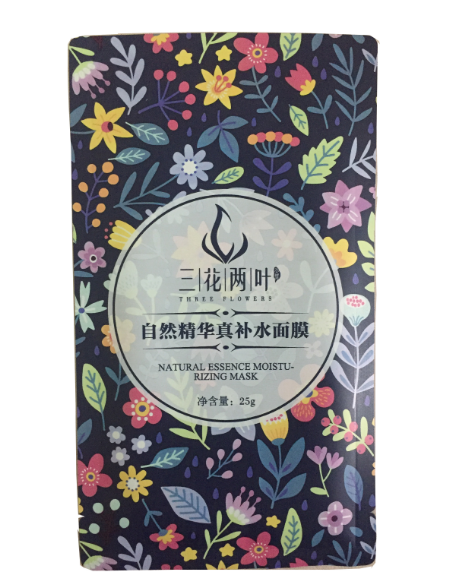 三花两叶
THREE FLOWERS
自然精华真补水面膜
NATURAL ESSENCE MOISTU-
RIZING MASK
净含量：25g